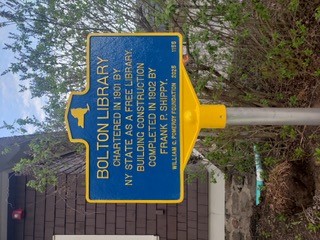 BOLTON LIBRARY
CHARTERED IN 1901 BY
NY STATE AS A FREE LIBRARY.
BUILDING CONSTRUCTION
COMPLETED IN 1902 BY
FRANK P. SHIPPY.
WILLIAM G. POMEROY FOUNDATION 2023